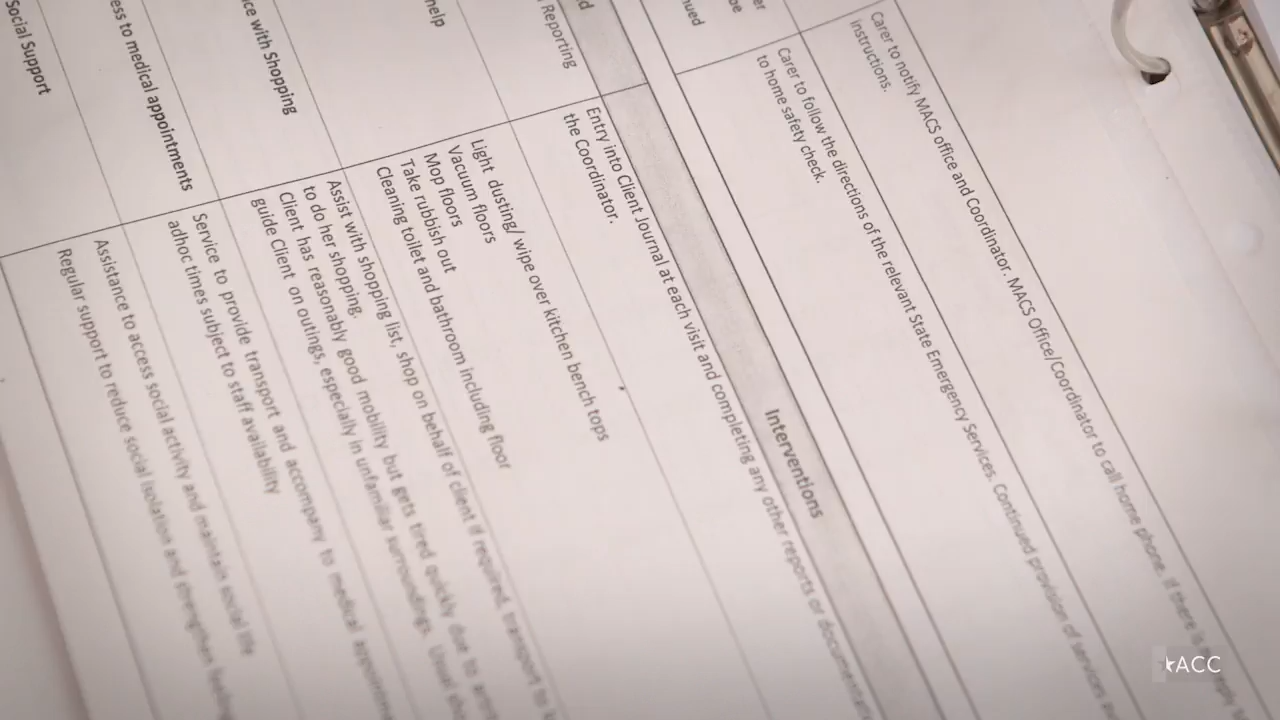 Carer to notify MACS office and Coordinator. MACS Office/Coordinator to call home phone. If there is
instructions.
Carer to follow the directions of the relevant State Emergency Services. Continued provision of services
to home safety check.
Interventions
Reporting
Entry into Client Journal at each visit and completing any other reports or
the Coordinator.
help
Light dusting/ wipe over kitchen bench tops
Vacuum floors
Mop floors
Take rubbish out
Cleaning toilet and bathroom including floor
with Shopping
Assist with shopping list, shop on behalf of client if required, transport to
to do her shopping.
Client has reasonably good mobility but gets tired quickly due to
guide Client on outings, especially in unfamiliar surroundings. Usual
to medical appointments
Service to provide transport and accompany to medical
adhoc times subject to staff availability
Social Support
Assistance to access social activity and maintain social life
Regular support to reduce social isolation and strengthen
ACC